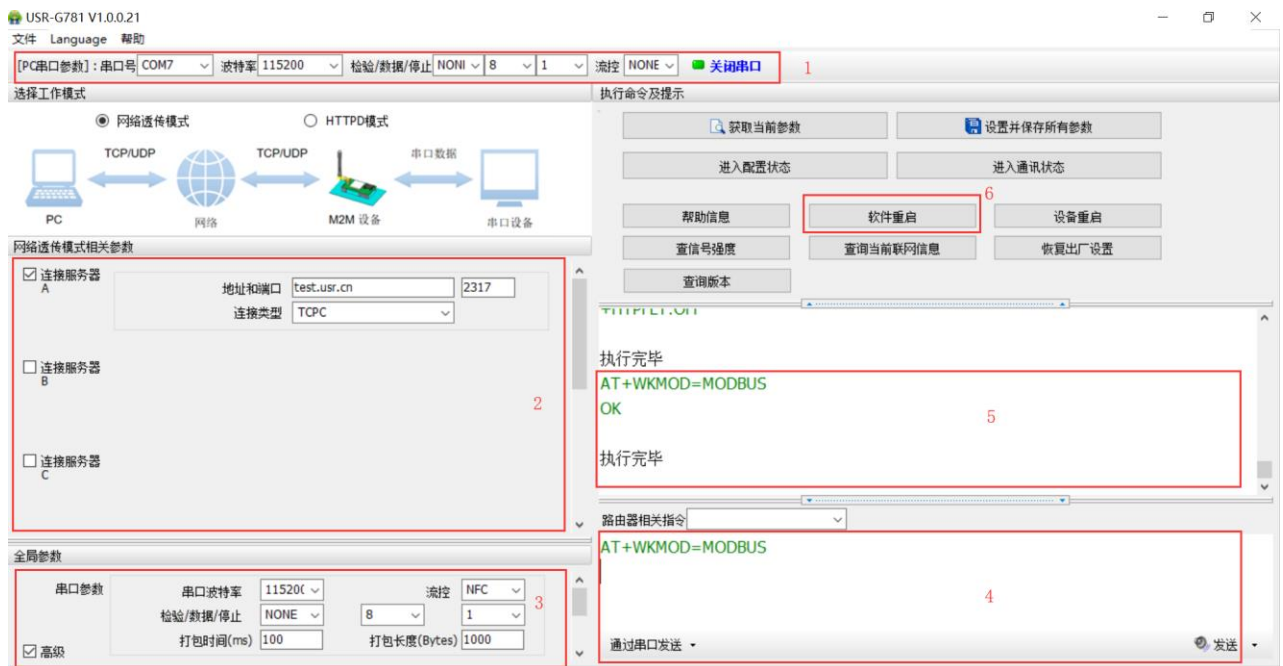 USR-G781 V1.0.0.21
文件 Language 帮助
[PC串口参数]：串口号 COM7 波特率 115200 检验/数据/停止 NONI 8 1 流控 NONE 关闭串口 1
选择工作模式
网络透传模式 HTTPD模式
TCP/UDP TCP/UDP 串口数据
PC 网络 M2M 设备 串口设备
网络透传模式相关参数
连接服务器
A
地址和端口 test.usr.cn 2317
连接类型 TCPC
连接服务器
B
2
连接服务器
C
全局参数
串口参数 串口波特率 11520( 流控 NFC
检验/数据/停止 NONE 8 1 3
打包时间(ms) 100 打包长度(Bytes) 1000
高级
执行命令及提示
获取当前参数 设置并保存所有参数
进入配置状态 进入通讯状态
6
帮助信息 软件重启 设备重启
查信号强度 查询当前联网信息 恢复出厂设置
查询版本
执行完毕
AT+WKMOD=MODBUS
OK
5
执行完毕
路由器相关指令
AT+WKMOD=MODBUS
4
通过串口发送 发送